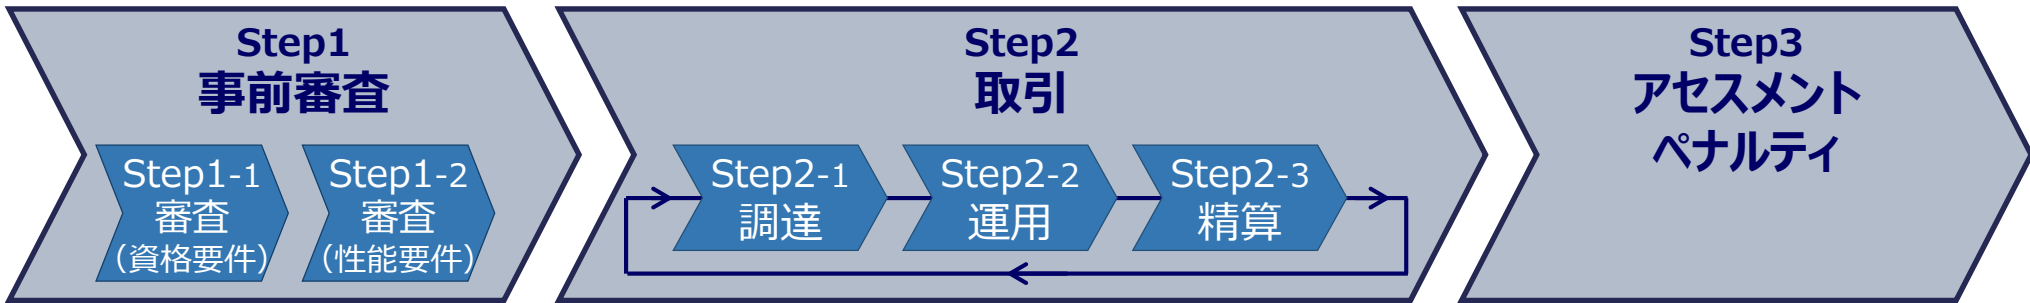 Step1
事前審査
Step1-1
審査
（資格要件）
Step1-2
審査
（性能要件）
Step2
取引
Step2-1
調達
Step2-2
運用
Step2-3
精算
Step3
アセスメント
ペナルティ